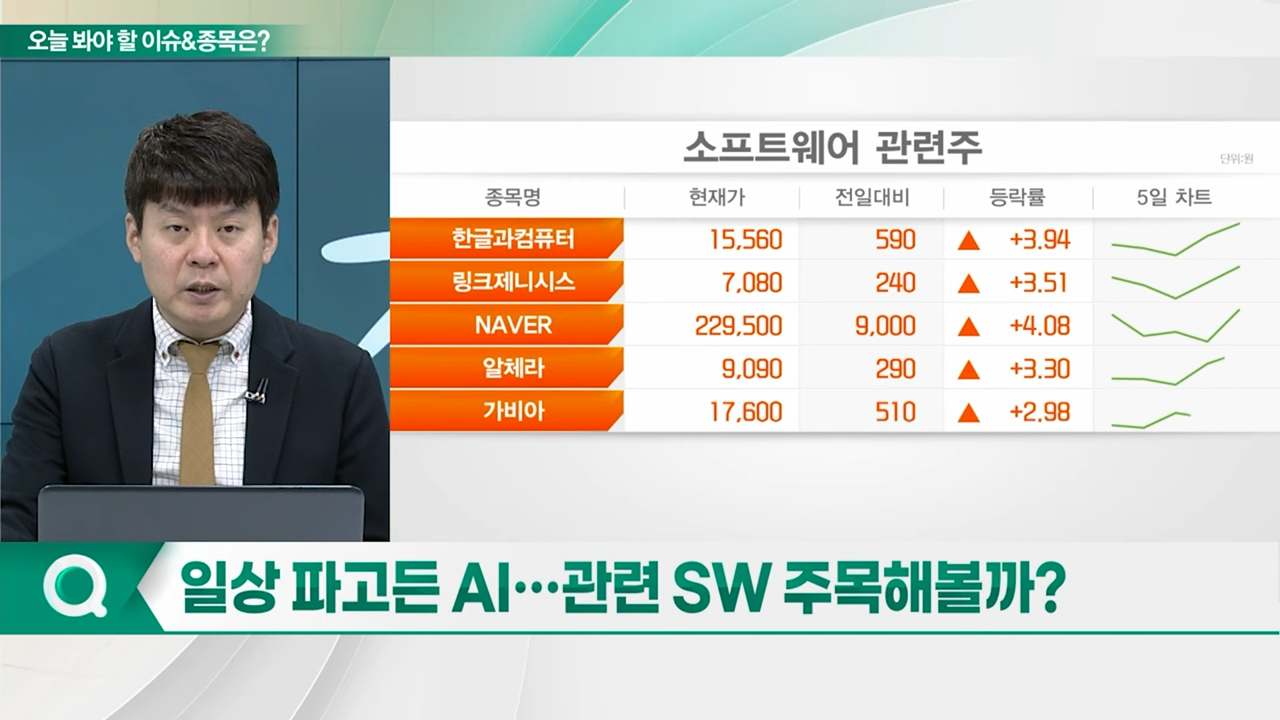 오늘 봐야 할 이슈&종목은?
소프트웨어 관련주
단위:원
종목명 현재가 전일대비 등락률 5일 차트
한글과컴퓨터 15,560 590 ▲ +3.94
링크제니시스 7,080 240 ▲ +3.51
NAVER 229,500 9,000 ▲ +4.08
알체라 9,090 290 ▲ +3.30
가비아 17,600 510 ▲ +2.98
Q 일상 파고든 AI…관련 SW 주목해볼까?